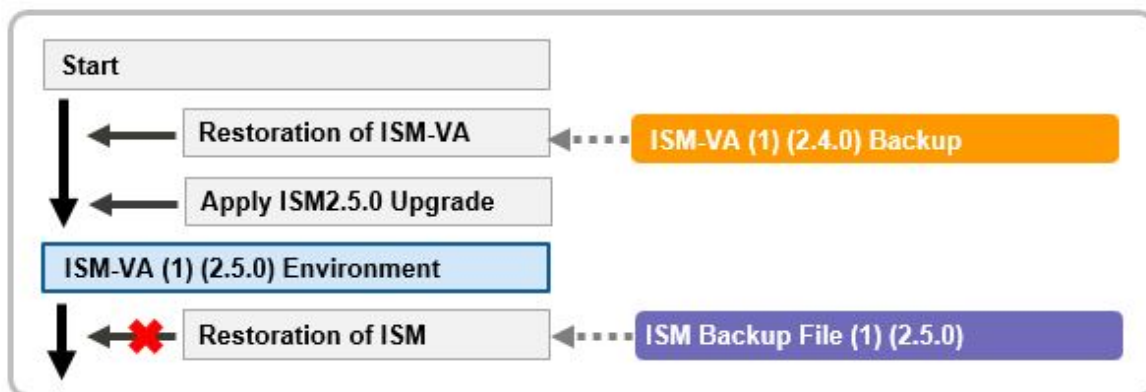 Start
Restoration of ISM-VA
ISM-VA (1) (2.4.0) Backup
Apply ISM2.5.0 Upgrade
ISM-VA (1) (2.5.0) Environment
Restoration of ISM
ISM Backup File (1) (2.5.0)